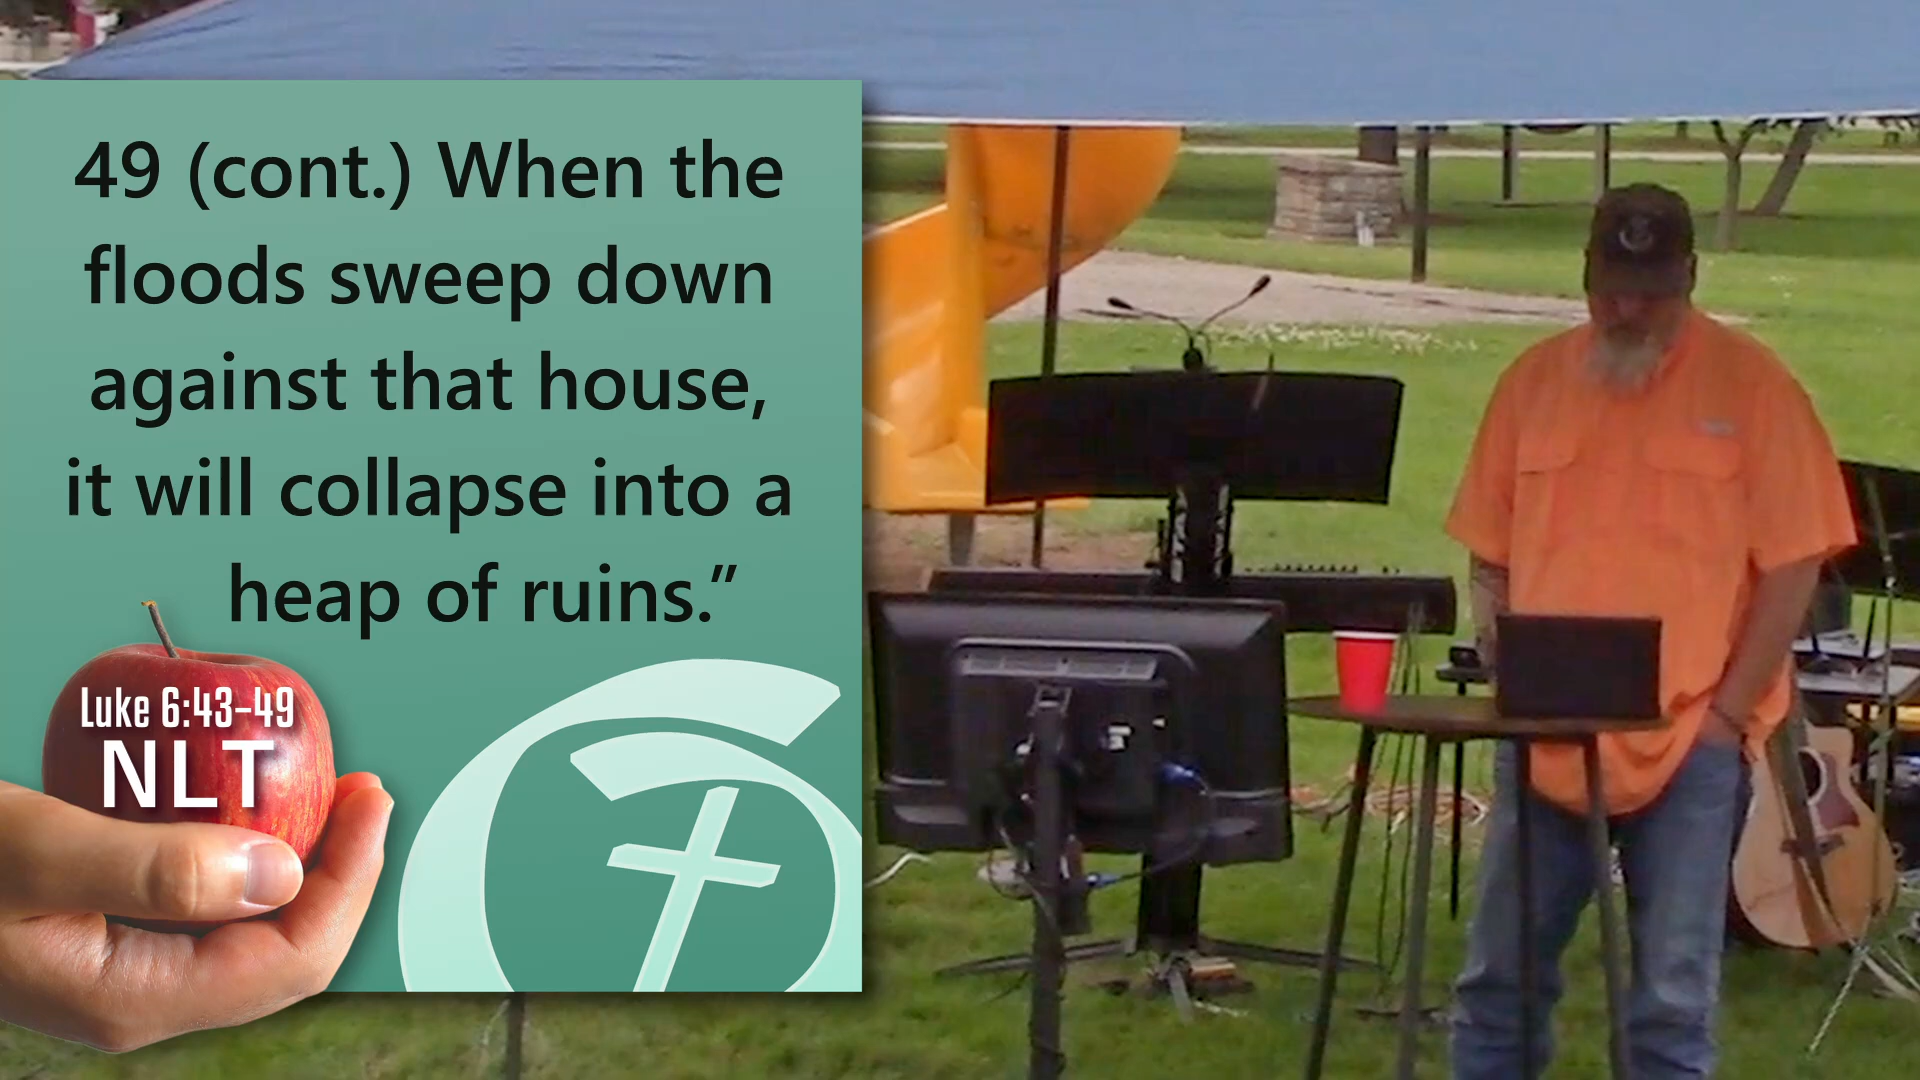 49 (cont.) When the
floods sweep down
against that house,
it will collapse into a
heap of ruins.”
Luke 6:43–49
NLT